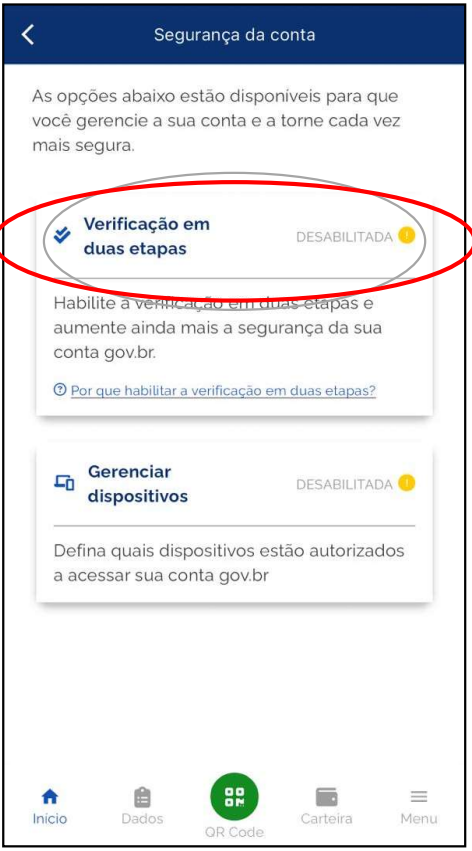 Segurança da conta
As opções abaixo estão disponíveis para que
você gerencie a sua conta e a torne cada vez
mais segura.
Verificação em
duas etapas
DESABILITADA
Habilite a verificação em duas etapas e
aumente ainda mais a segurança da sua
conta gov.br.
Por que habilitar a verificação em duas etapas?
Gerenciar
dispositivos
DESABILITADA
Defina quais dispositivos estão autorizados
a acessar sua conta gov.br
Início
Dados
QR Code
Carteira
Menu